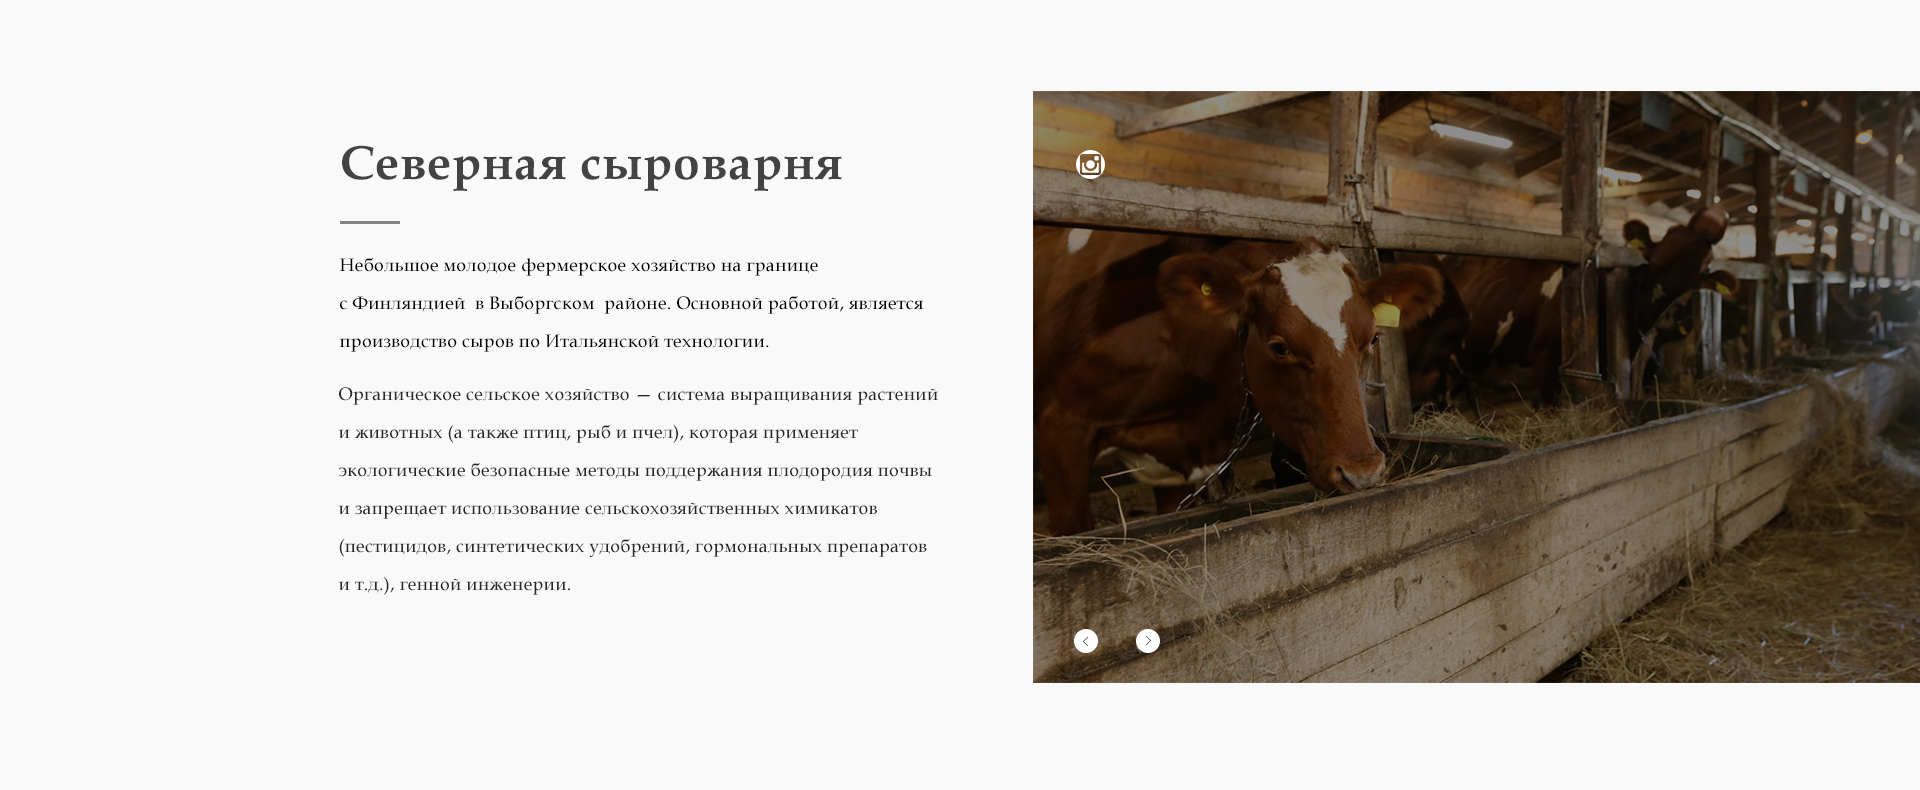 Северная сыроварня
Небольшое молодое фермерское хозяйство на границе
с Финляндией в Выборгском районе. Основной работой, является
производство сыров по Итальянской технологии.
Органическое сельское хозяйство — система выращивания растений
и животных (а также птиц, рыб и пчел), которая применяет
экологические безопасные методы поддержания плодородия почвы
и запрещает использование сельскохозяйственных химикатов
(пестицидов, синтетических удобрений, гормональных препаратов
и т.д.), генной инженерии.